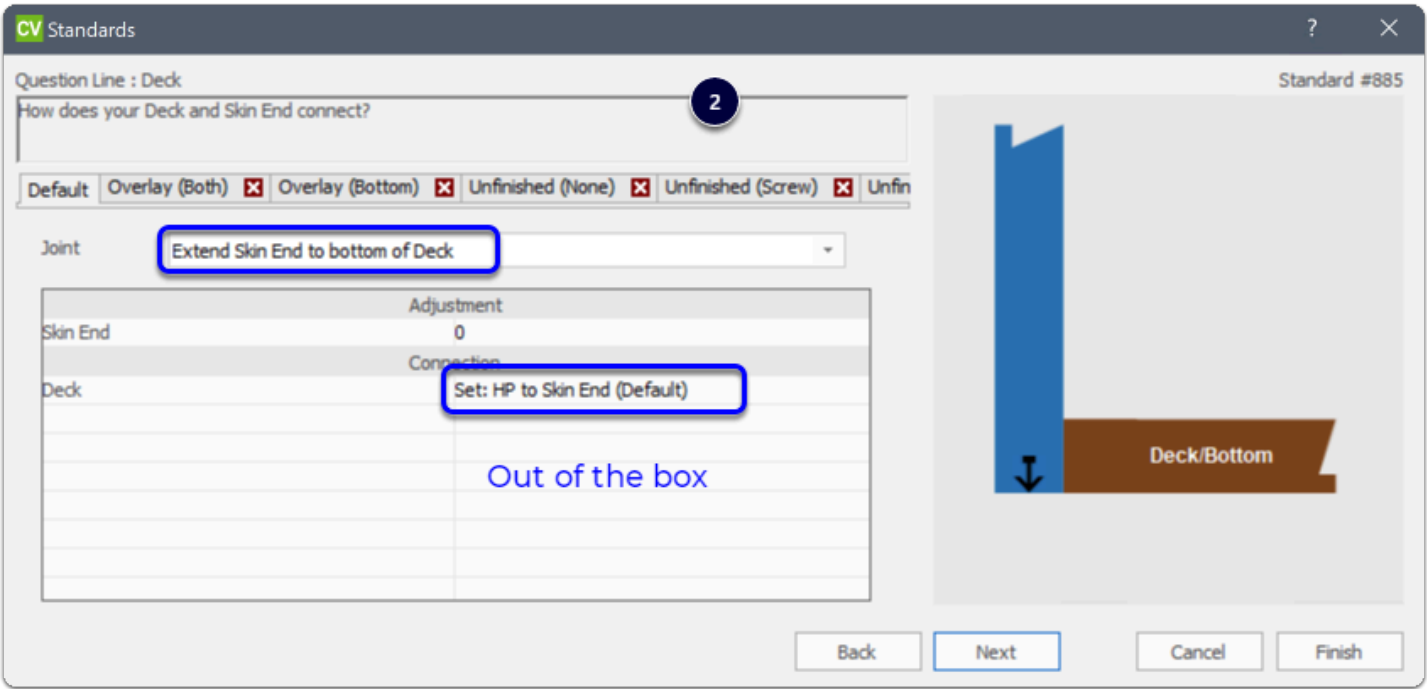 CV Standards ?
Question Line : Deck Standard #885
How does your Deck and Skin End connect?
2
Default Overlay (Both) Overlay (Bottom) Unfinished (None) Unfinished (Screw) Unfin
Joint Extend Skin End to bottom of Deck
Adjustment
Skin End 0
Connection
Deck Set: HP to Skin End (Default)
Out of the box
Deck/Bottom
Back Next Cancel Finish